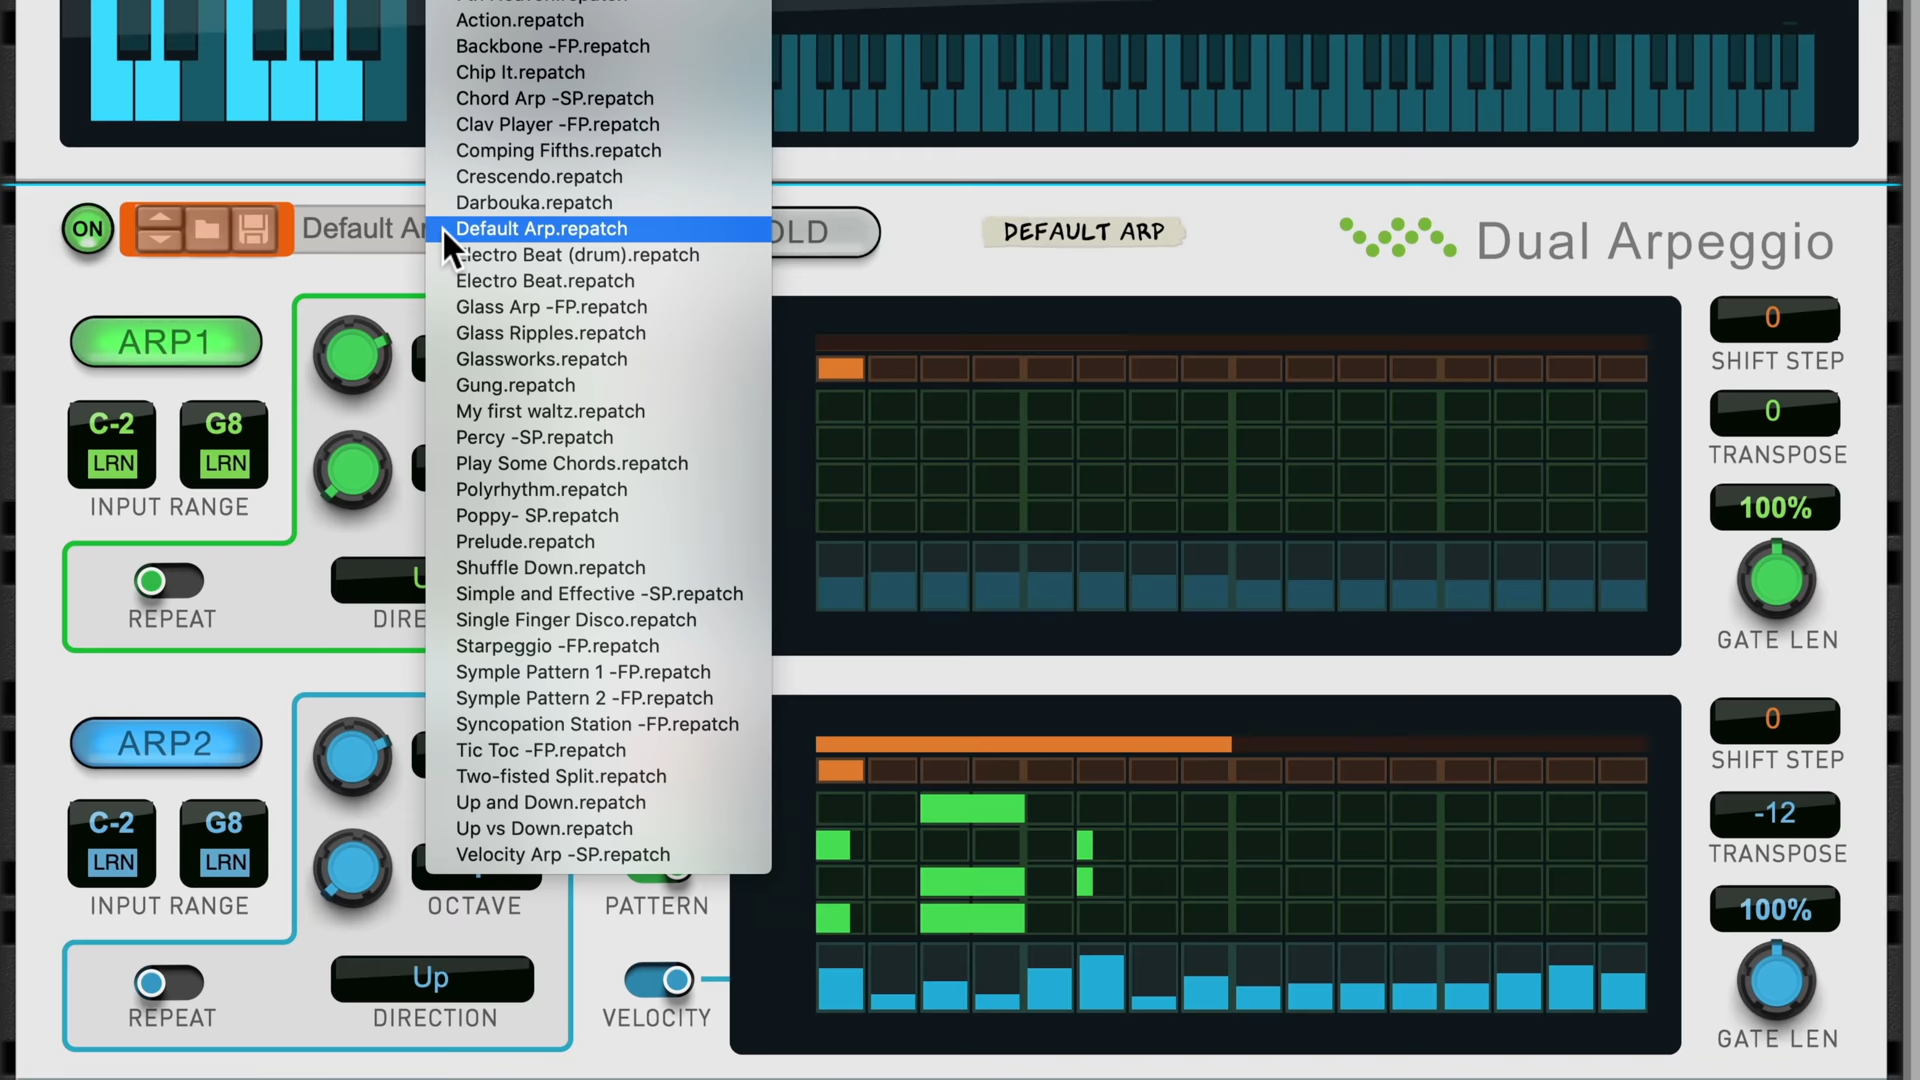 Action.repatch
Backbone -FP.repatch
Chip It.repatch
Chord Arp -SP.repatch
Clav Player -FP.repatch
Comping Fifths.repatch
Crescendo.repatch
Darbouka.repatch
ON
Default Ar
Default Arp.repatch
OLD
DEFAULT ARP
Dual Arpeggio
Electro Beat (drum).repatch
Electro Beat.repatch
Glass Arp -FP.repatch
Glass Ripples.repatch
Glassworks.repatch
Gung.repatch
My first waltz.repatch
Percy -SP.repatch
Play Some Chords.repatch
Polyrhythm.repatch
Poppy- SP.repatch
Prelude.repatch
Shuffle Down.repatch
Simple and Effective -SP.repatch
Single Finger Disco.repatch
Starpeggio -FP.repatch
Symple Pattern 1 -FP.repatch
Symple Pattern 2 -FP.repatch
Syncopation Station -FP.repatch
Tic Toc -FP.repatch
Two-fisted Split.repatch
Up and Down.repatch
Up vs Down.repatch
Velocity Arp -SP.repatch
ARP1
C-2
G8
LRN
LRN
INPUT RANGE
REPEAT
DIRE
0
SHIFT STEP
0
TRANSPOSE
100%
GATE LEN
ARP2
C-2
G8
LRN
LRN
INPUT RANGE
OCTAVE
PATTERN
REPEAT
Up
DIRECTION
VELOCITY
0
SHIFT STEP
-12
TRANSPOSE
100%
GATE LEN